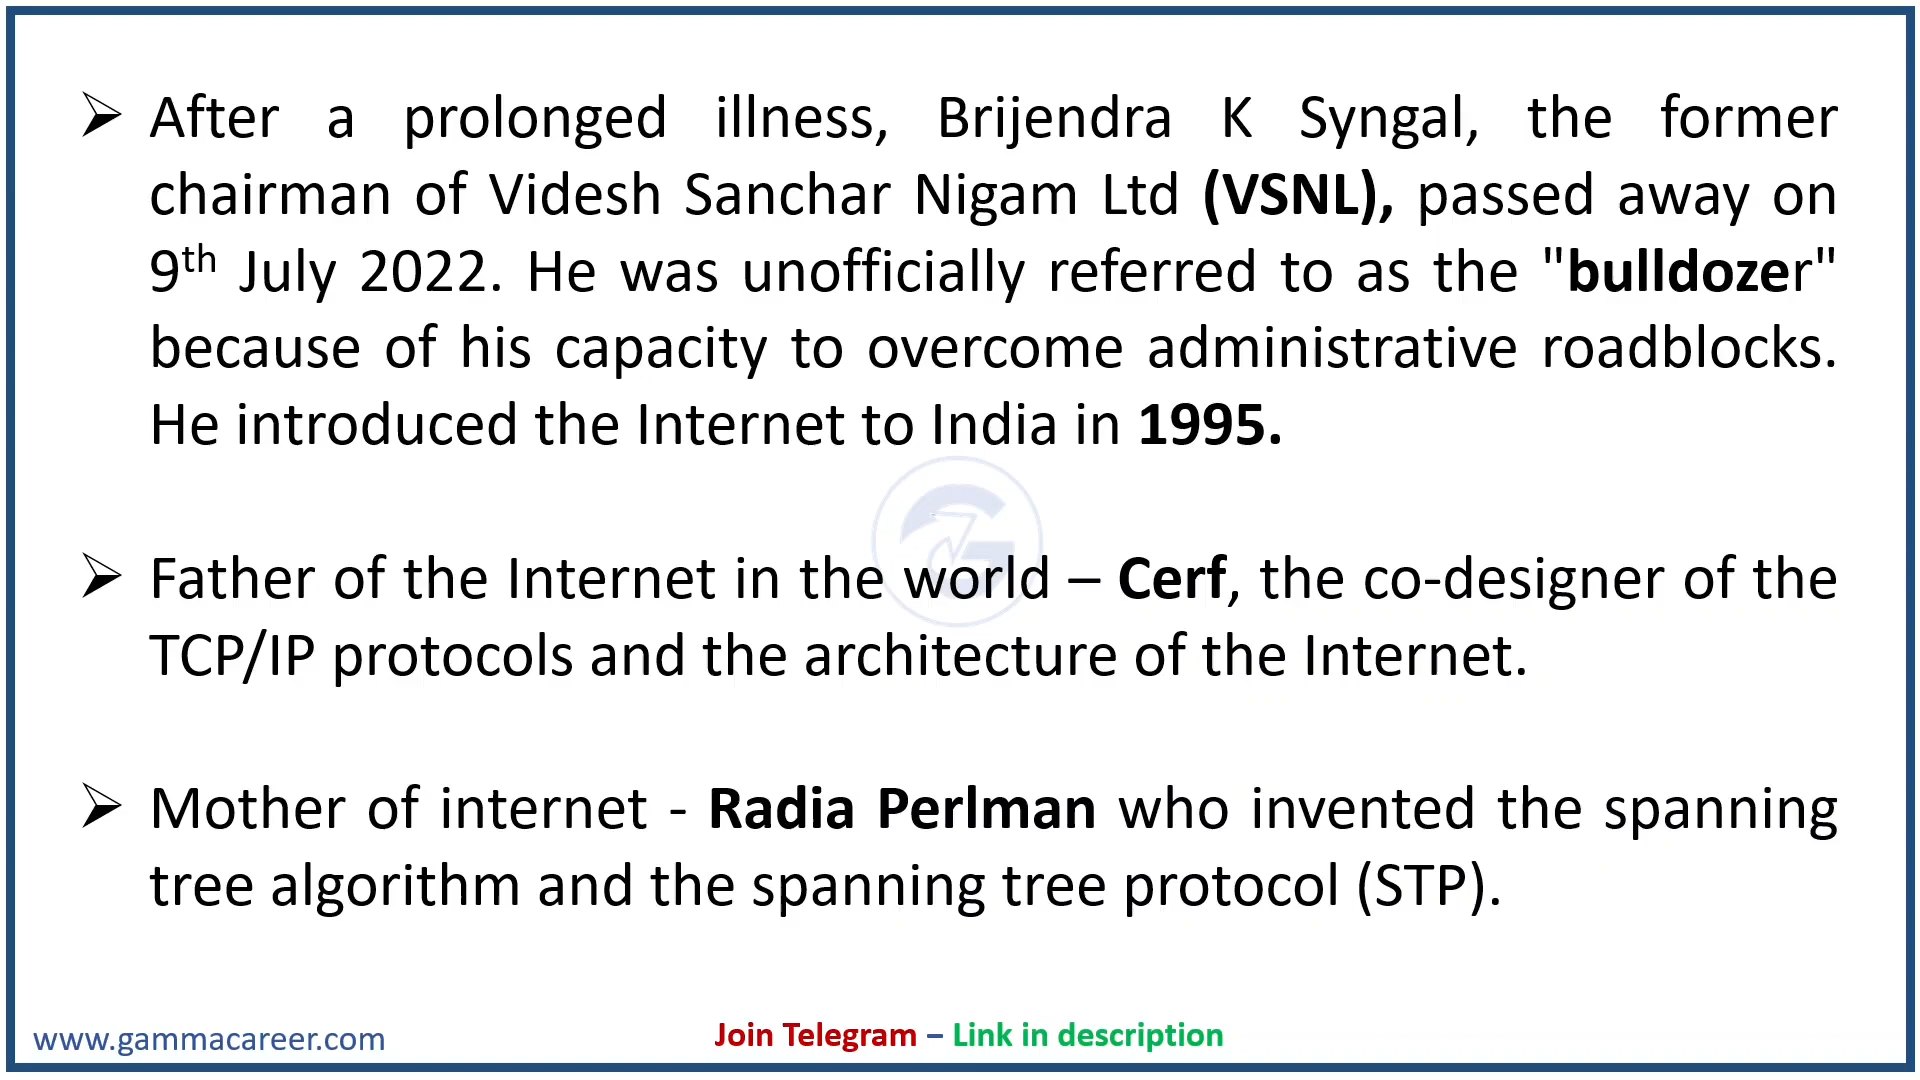 ➢ After a prolonged illness, Brijendra K Syngal, the former
chairman of Videsh Sanchar Nigam Ltd (VSNL), passed away on
9th July 2022. He was unofficially referred to as the "bulldozer"
because of his capacity to overcome administrative roadblocks.
He introduced the Internet to India in 1995.
➢ Father of the Internet in the world – Cerf, the co-designer of the
TCP/IP protocols and the architecture of the Internet.
➢ Mother of internet - Radia Perlman who invented the spanning
tree algorithm and the spanning tree protocol (STP).
www.gammacareer.com
Join Telegram – Link in description